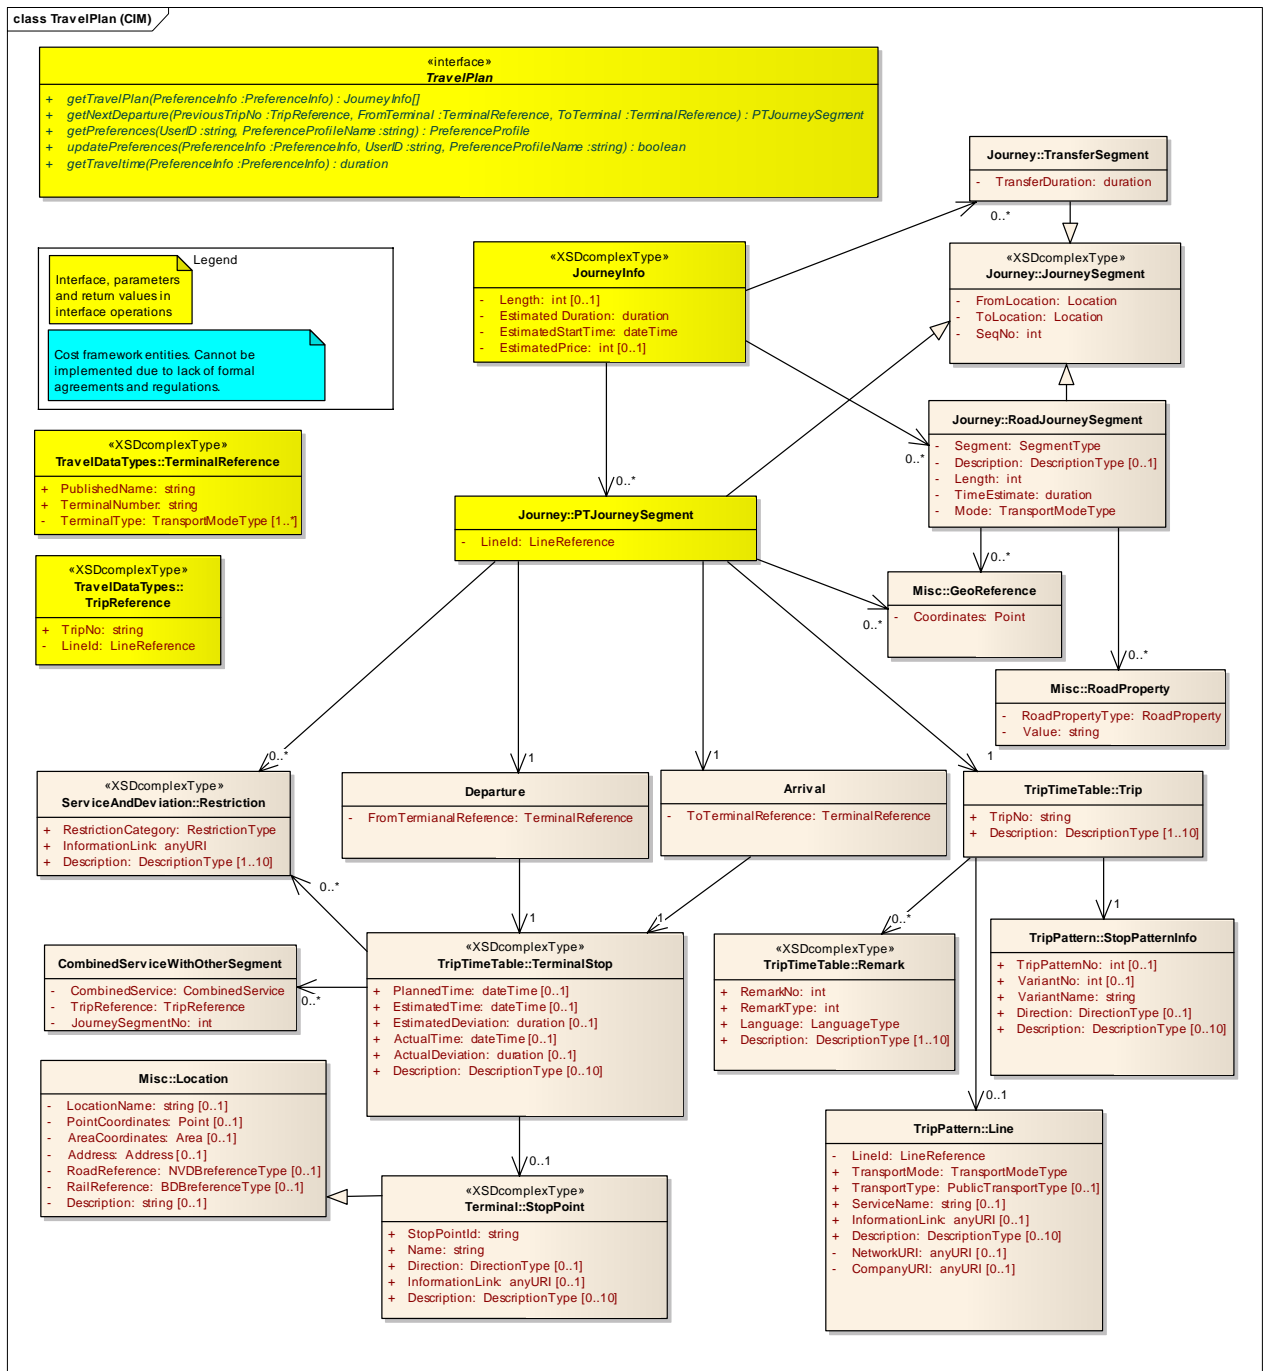 class TravelPlan (CIM)
«interface»
TravelPlan
+ getTravelPlan(PreferenceInfo :PreferenceInfo) : JourneyInfo[]
+ getNextDeparture(PreviousTripNo :TripReference, FromTerminal :TerminalReference, ToTerminal :TerminalReference) : PTJourneySegment
+ getPreferences(UserID :string, PreferenceProfileName :string) : PreferenceProfile
+ updatePreferences(PreferenceInfo :PreferenceInfo, UserID :string, PreferenceProfileName :string) : boolean
+ getTraveltime(PreferenceInfo :PreferenceInfo) : duration
Journey::TransferSegment
- TransferDuration: duration
0..*
Legend
Interface, parameters
and return values in
interface operations
Cost framework entities. Cannot be
implemented due to lack of formal
agreements and regulations.
«XSDcomplexType»
JourneyInfo
- Length: int [0..1]
- Estimated Duration: duration
- EstimatedStartTime: dateTime
- EstimatedPrice: int [0..1]
«XSDcomplexType»
Journey::JourneySegment
- FromLocation: Location
- ToLocation: Location
- SeqNo: int
Journey::RoadJourneySegment
- Segment: SegmentType
- Description: DescriptionType [0..1]
- Length: int
- TimeEstimate: duration
- Mode: TransportModeType
0..*
«XSDcomplexType»
TravelDataTypes::TerminalReference
+ PublishedName: string
+ TerminalNumber: string
- TerminalType: TransportModeType [1..*]
0..*
Journey::PTJourneySegment
- LineId: LineReference
«XSDcomplexType»
TravelDataTypes::
TripReference
+ TripNo: string
- LineId: LineReference
0..*
Misc::GeoReference
- Coordinates: Point
0..*
0..*
Misc::RoadProperty
- RoadPropertyType: RoadProperty
- Value: string
0..*
1
1
1
«XSDcomplexType»
ServiceAndDeviation::Restriction
+ RestrictionCategory: RestrictionType
+ InformationLink: anyURI
+ Description: DescriptionType [1..10]
Departure
- FromTermianalReference: TerminalReference
Arrival
- ToTerminalReference: TerminalReference
TripTimeTable::Trip
+ TripNo: string
+ Description: DescriptionType [1..10]
0..*
1
1
0..*
1
«XSDcomplexType»
TripTimeTable::TerminalStop
+ PlannedTime: dateTime [0..1]
+ EstimatedTime: dateTime [0..1]
+ EstimatedDeviation: duration [0..1]
+ ActualTime: dateTime [0..1]
+ ActualDeviation: duration [0..1]
+ Description: DescriptionType [0..10]
CombinedServiceWithOtherSegment
- CombinedService: CombinedService
- TripReference: TripReference
- JourneySegmentNo: int
0..*
«XSDcomplexType»
TripTimeTable::Remark
+ RemarkNo: int
+ RemarkType: int
+ Language: LanguageType
+ Description: DescriptionType [1..10]
TripPattern::StopPatternInfo
+ TripPatternNo: int [0..1]
+ VariantNo: int [0..1]
+ VariantName: string
+ Direction: DirectionType [0..1]
+ Description: DescriptionType [0..10]
Misc::Location
- LocationName: string [0..1]
- PointCoordinates: Point [0..1]
- AreaCoordinates: Area [0..1]
- Address: Address [0..1]
- RoadReference: NVDBreferenceType [0..1]
- RailReference: BDBreferenceType [0..1]
- Description: string [0..1]
0..1
0..1
«XSDcomplexType»
Terminal::StopPoint
+ StopPointId: string
+ Name: string
+ Direction: DirectionType [0..1]
+ InformationLink: anyURI [0..1]
+ Description: DescriptionType [0..10]
TripPattern::Line
- LineId: LineReference
+ TransportMode: TransportModeType
+ TransportType: PublicTransportType [0..1]
+ ServiceName: string [0..1]
+ InformationLink: anyURI [0..1]
+ Description: DescriptionType [0..10]
- NetworkURI: anyURI [0..1]
- CompanyURI: anyURI [0..1]